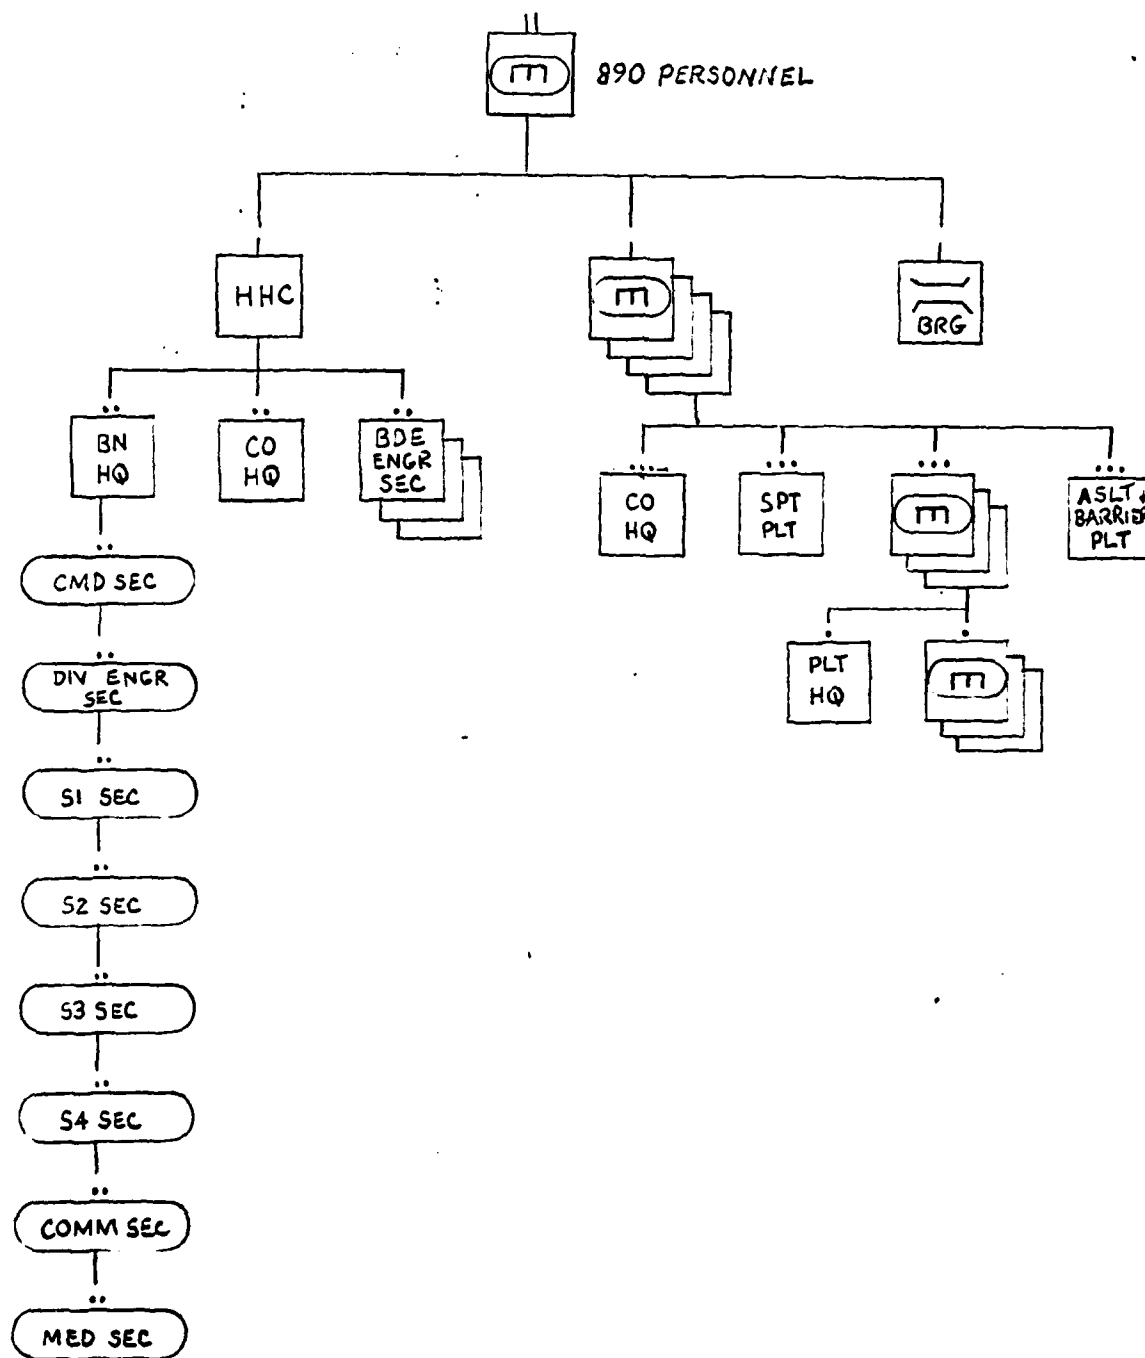 890 PERSONNEL
HHC
BRG
BN
HQ
CO
HQ
BDE
ENGR
SEC
CO
HQ
SPT
PLT
ASLT
PLT
CMD SEC
DIV ENGR
SEC
PLT
HQ
S1 SEC
S2 SEC
S3 SEC
S4 SEC
COMM SEC
MED SEC